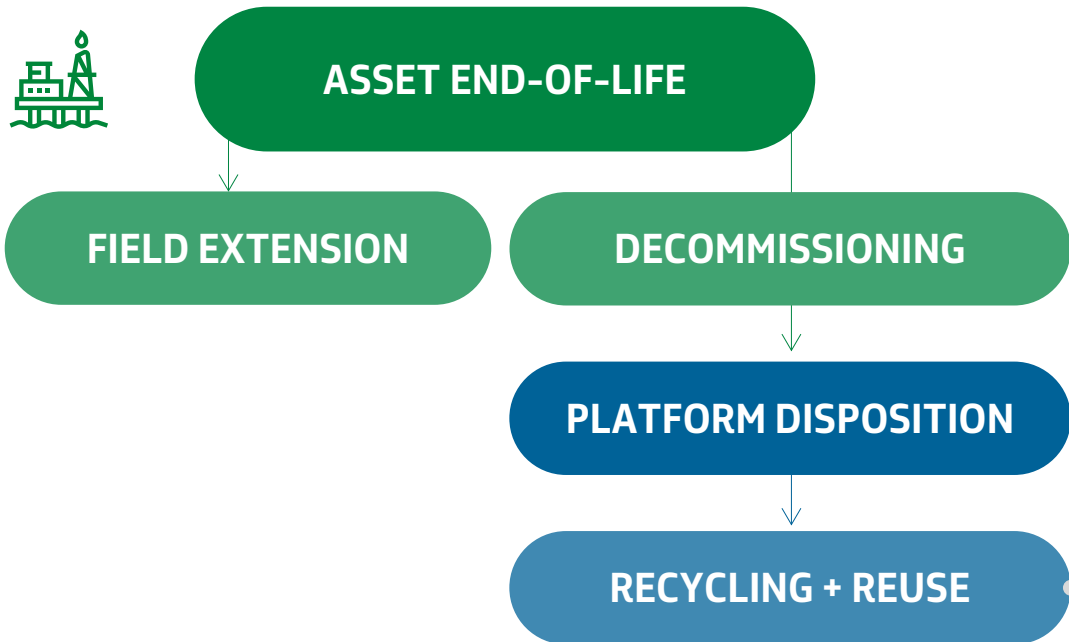 ASSET END-OF-LIFE
FIELD EXTENSION
DECOMMISSIONING
PLATFORM DISPOSITION
RECYCLING + REUSE